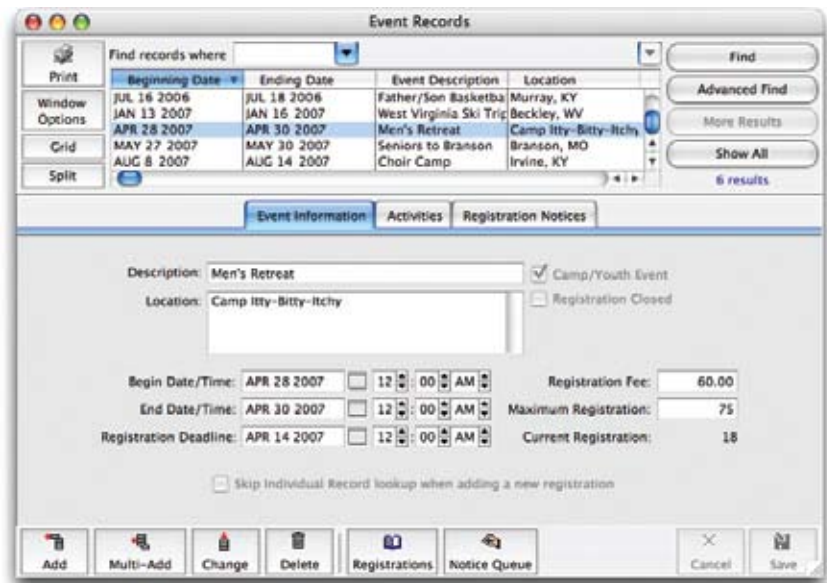 Event Records
Print
Window Options
Grid
Split
Find records where
Beginning Date Ending Date Event Description Location
JUL 16 2006 JUL 18 2006 Father/Son Basketba Murray, KY
JAN 13 2007 JAN 16 2007 West Virginia Ski Trip Beckley, WV
APR 28 2007 APR 30 2007 Men's Retreat Camp Itty-Bitty-Itchy
MAY 27 2007 MAY 30 2007 Seniors to Branson Branson, MO
AUG 8 2007 AUG 14 2007 Choir Camp Irvine, KY
Find
Advanced Find
More Results
Show All
6 results
Event Information Activities Registration Notices
Description: Men's Retreat Camp/Youth Event
Location: Camp Itty-Bitty-Itchy Registration Closed
Begin Date/Time: APR 28 2007 12 : 00 AM Registration Fee: 60.00
End Date/Time: APR 30 2007 12 : 00 AM Maximum Registration: 75
Registration Deadline: APR 14 2007 12 : 00 AM Current Registration: 18
Skip Individual Record lookup when adding a new registration
Add Multi-Add Change Delete Registrations Notice Queue Cancel Save